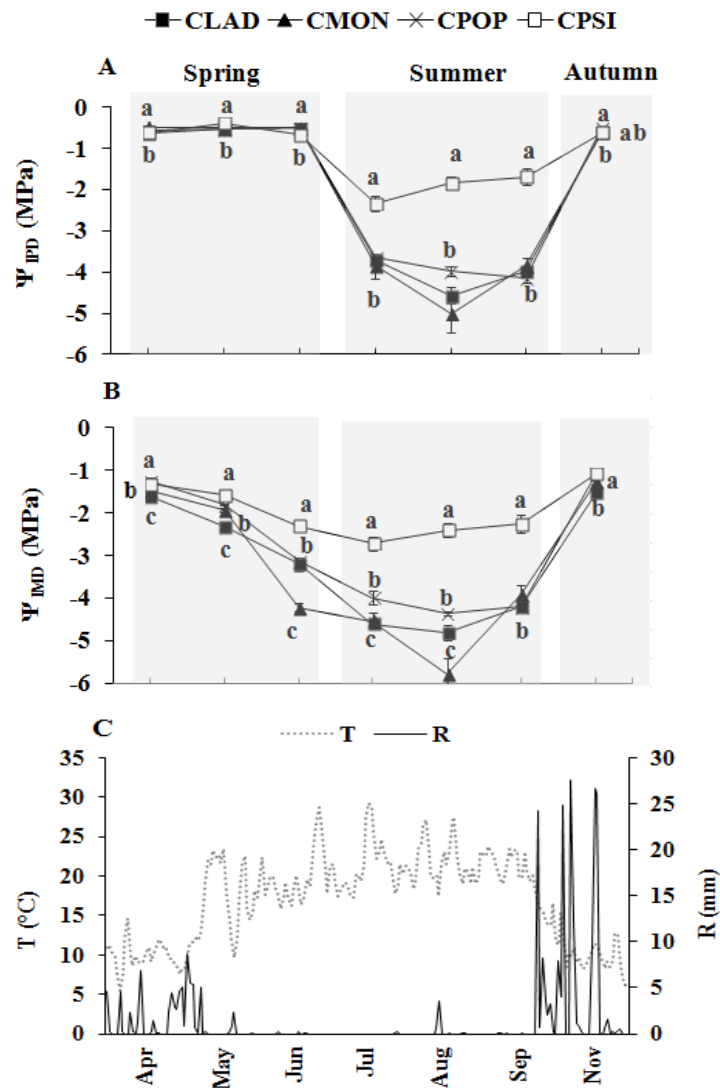 CLAD CMON CPOP CPSI
A
Spring Summer Autumn
0
-1
-2
-3
-4
-5
-6
Ψ IPD (MPa)
a a a a a a a
b b b b b b b ab
B
0
-1
-2
-3
-4
-5
-6
Ψ IMD (MPa)
a a a a a a a
b b b b b b b
c c c c c
C
T R
35
30
25
20
15
10
5
0
T (°C)
30
25
20
15
10
5
0
R (mm)
Apr May Jun Jul Aug Sep Nov